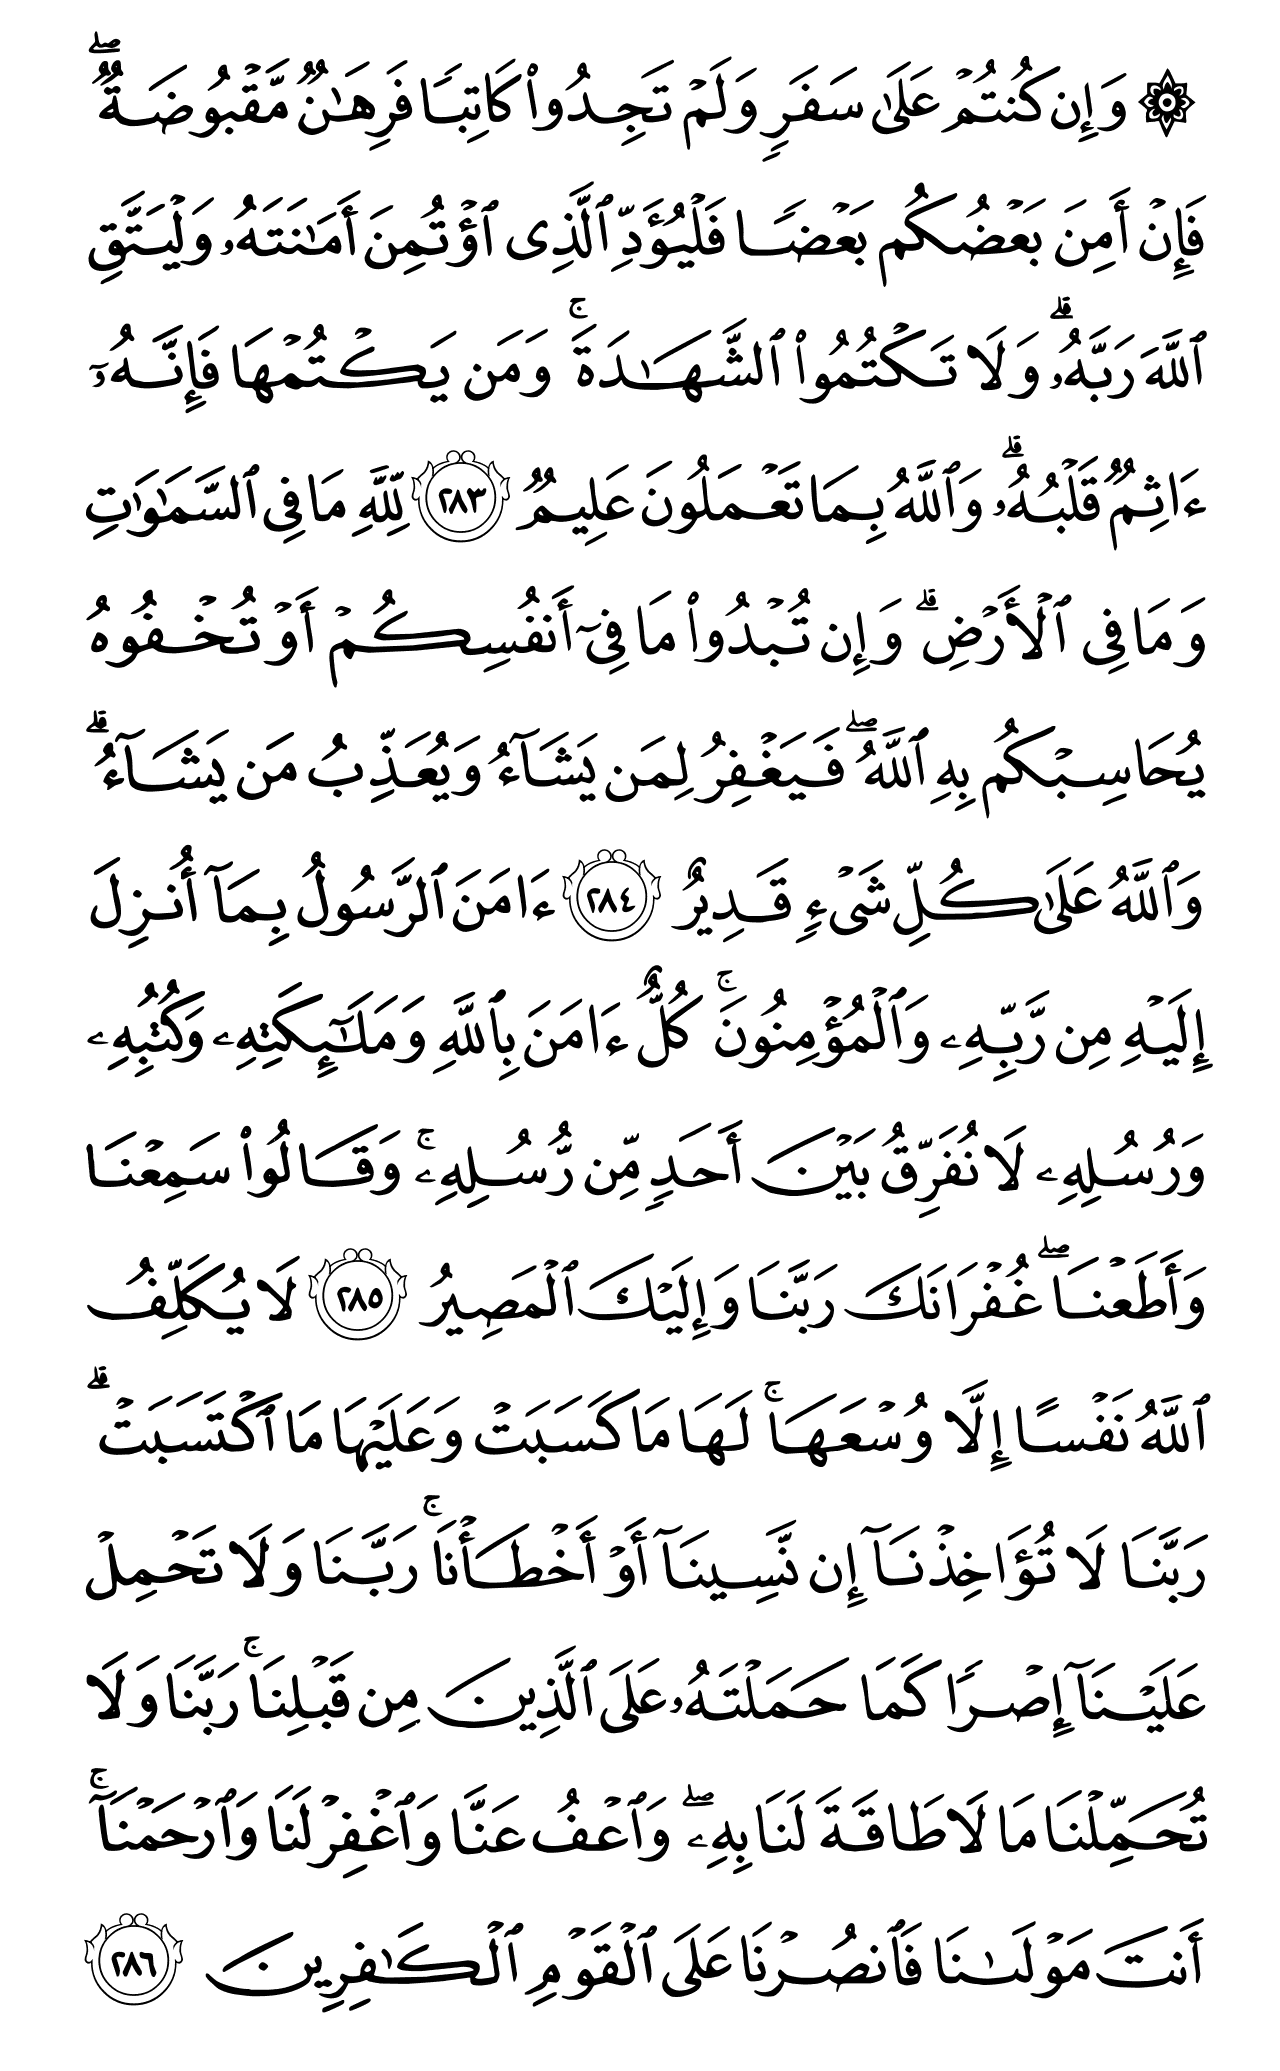 ۞ وَإِن كُنتُمْ عَلَىٰ سَفَرٍ وَلَمْ تَجِدُوا۟ كَاتِبًا فَرِهَـٰنٌ مَّقْبُوضَةٌ ۖ
فَإِنْ أَمِنَ بَعْضُكُم بَعْضًا فَلْيُؤَدِّ ٱلَّذِى ٱؤْتُمِنَ أَمَـٰنَتَهُۥ وَلْيَتَّقِ
ٱللَّهَ رَبَّهُۥ ۗ وَلَا تَكْتُمُوا۟ ٱلشَّهَـٰدَةَ ۚ وَمَن يَكْتُمْهَا فَإِنَّهُۥٓ
ءَاثِمٌ قَلْبُهُۥ ۗ وَٱللَّهُ بِمَا تَعْمَلُونَ عَلِيمٌ ٢٨٣ لِّلَّهِ مَا فِى ٱلسَّمَـٰوَٰتِ
وَمَا فِى ٱلْأَرْضِ ۗ وَإِن تُبْدُوا۟ مَا فِىٓ أَنفُسِكُمْ أَوْ تُخْفُوهُ
يُحَاسِبْكُم بِهِ ٱللَّهُ ۖ فَيَغْفِرُ لِمَن يَشَآءُ وَيُعَذِّبُ مَن يَشَآءُ ۗ
وَٱللَّهُ عَلَىٰ كُلِّ شَىْءٍ قَدِيرٌ ٢٨٤ ءَامَنَ ٱلرَّسُولُ بِمَآ أُنزِلَ
إِلَيْهِ مِن رَّبِّهِۦ وَٱلْمُؤْمِنُونَ ۚ كُلٌّ ءَامَنَ بِٱللَّهِ وَمَلَـٰٓئِكَتِهِۦ وَكُتُبِهِۦ
وَرُسُلِهِۦ لَا نُفَرِّقُ بَيْنَ أَحَدٍ مِّن رُّسُلِهِۦ ۚ وَقَالُوا۟ سَمِعْنَا
وَأَطَعْنَا ۖ غُفْرَانَكَ رَبَّنَا وَإِلَيْكَ ٱلْمَصِيرُ ٢٨٥ لَا يُكَلِّفُ
ٱللَّهُ نَفْسًا إِلَّا وُسْعَهَا ۚ لَهَا مَا كَسَبَتْ وَعَلَيْهَا مَا ٱكْتَسَبَتْ ۗ
رَبَّنَا لَا تُؤَاخِذْنَآ إِن نَّسِينَآ أَوْ أَخْطَأْنَا ۚ رَبَّنَا وَلَا تَحْمِلْ
عَلَيْنَآ إِصْرًا كَمَا حَمَلْتَهُۥ عَلَى ٱلَّذِينَ مِن قَبْلِنَا ۚ رَبَّنَا وَلَا
تُحَمِّلْنَا مَا لَا طَاقَةَ لَنَا بِهِۦ ۖ وَٱعْفُ عَنَّا وَٱغْفِرْ لَنَا وَٱرْحَمْنَآ ۚ
أَنتَ مَوْلَىٰنَا فَٱنصُرْنَا عَلَى ٱلْقَوْمِ ٱلْكَـٰفِرِينَ ٢٨٦